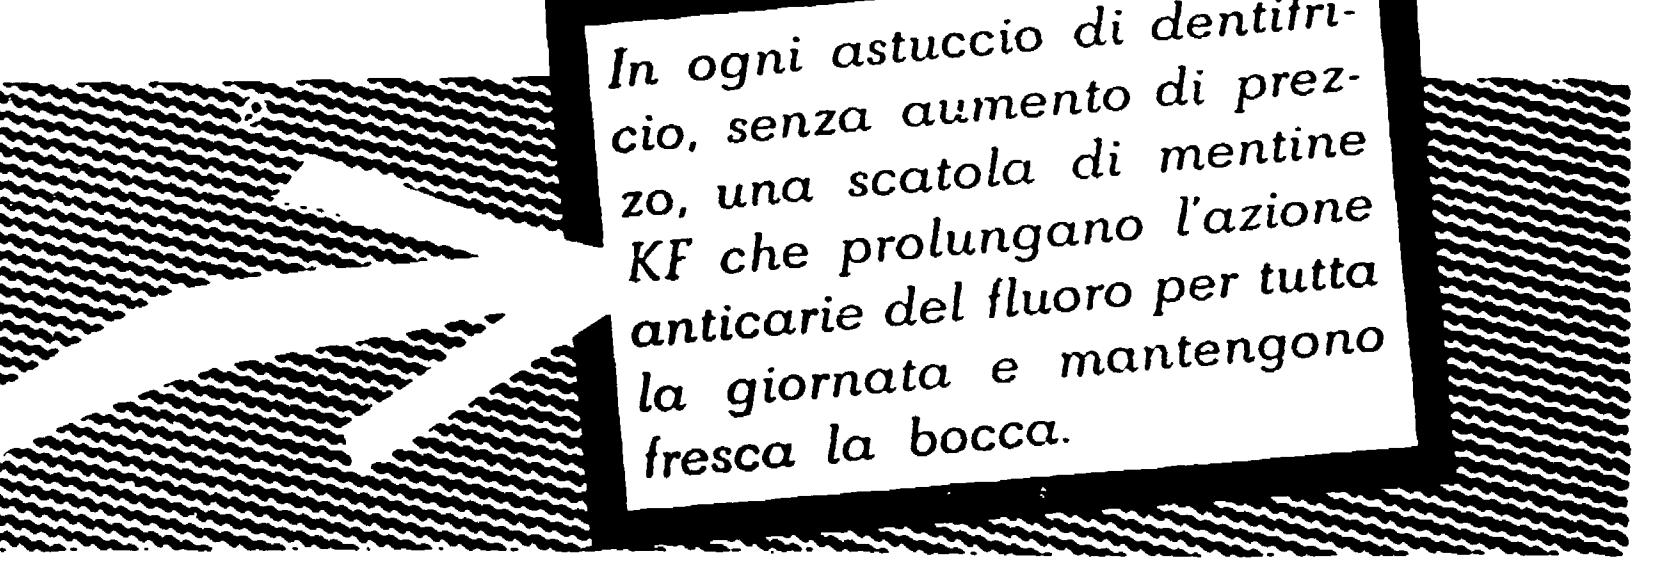 In ogni astuccio di dentifri-
cio, senza aumento di prez-
zo, una scatola di mentine
KF che prolungano l'azione
anticarie del fluoro per tutta
la giornata e mantengono
fresca la bocca.